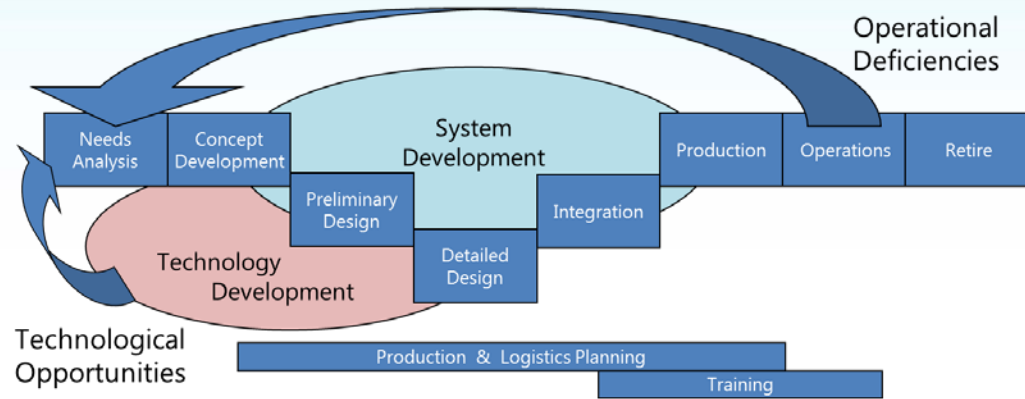 Operational
Deficiencies
Needs
Analysis
Concept
Development
System
Development
Production
Operations
Retire
Preliminary
Design
Integration
Detailed
Design
Technology
Development
Technological
Opportunities
Production & Logistics Planning
Training